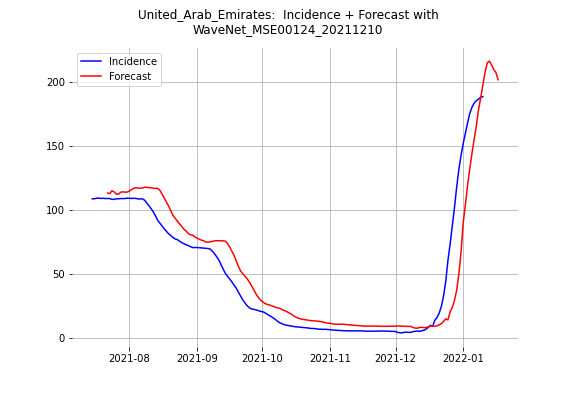 United_Arab_Emirates:  Incidence + Forecast with
WaveNet_MSE00124_20211210
Incidence
Forecast
200
150
100
50
0
2021-08
2021-09
2021-10
2021-11
2021-12
2022-01